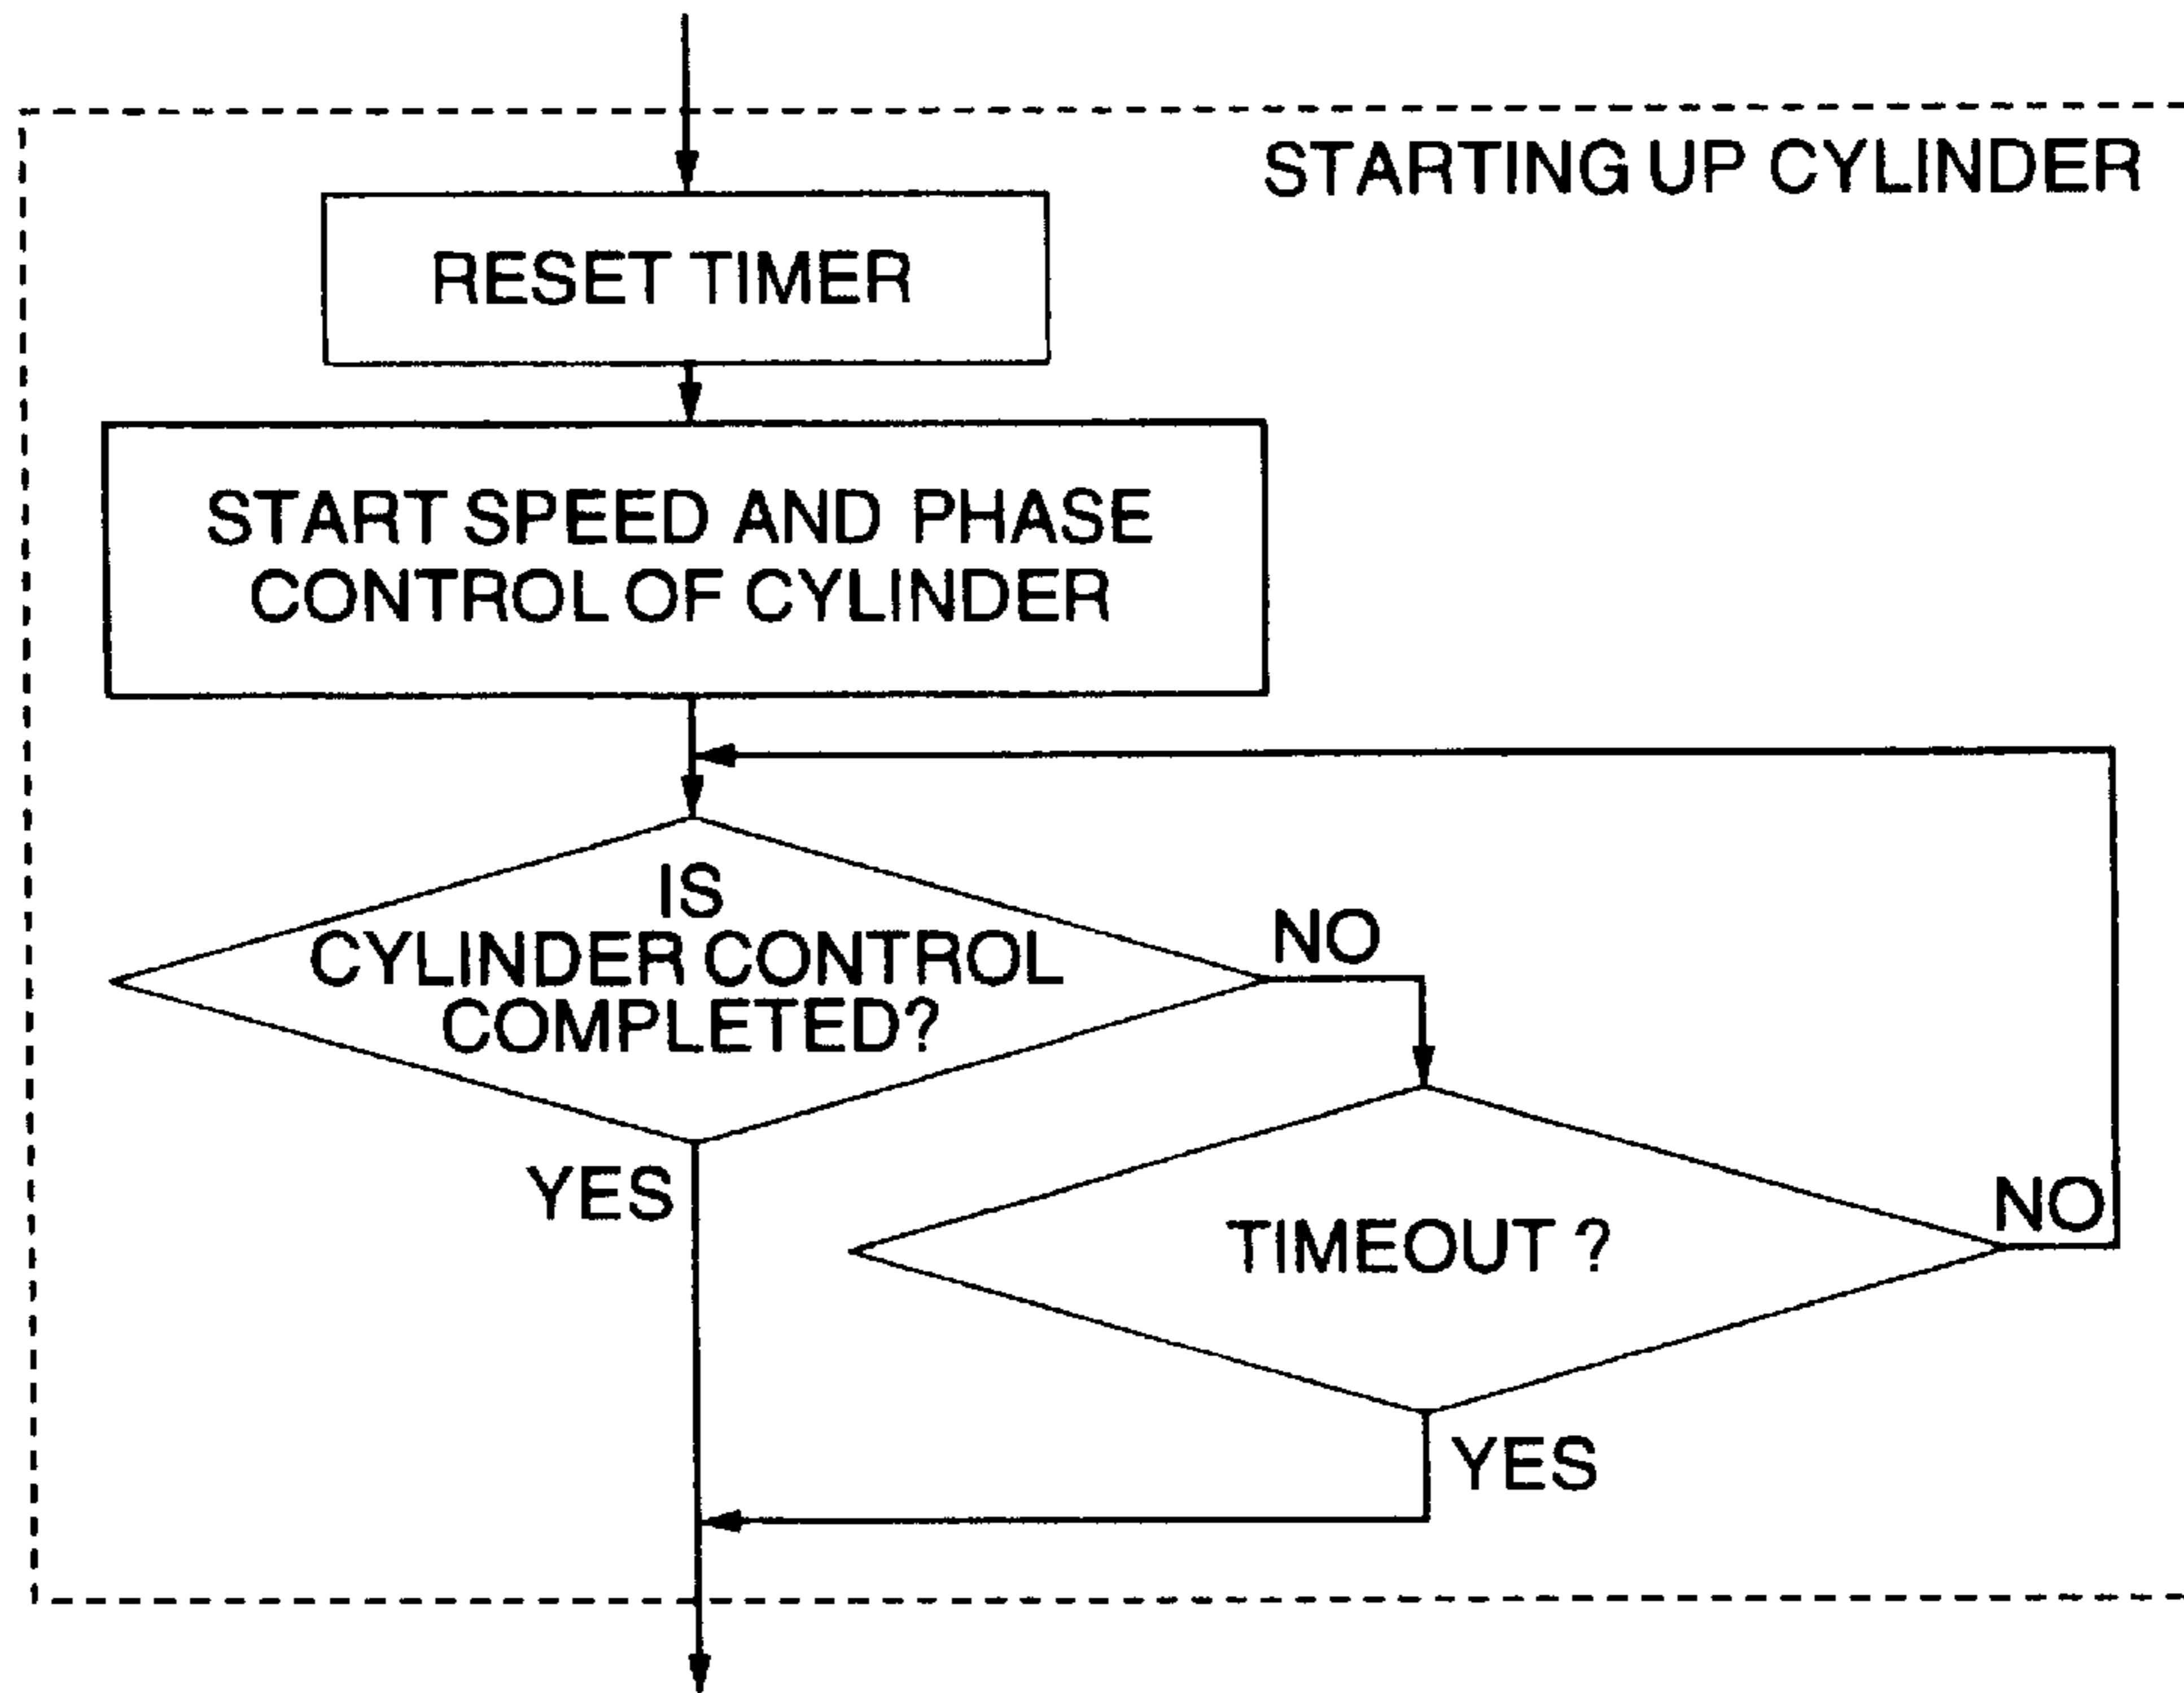 STARTING UP CYLINDER
RESET TIMER
START SPEED AND PHASE
CONTROL OF CYLINDER
IS
CYLINDER CONTROL
COMPLETED?
NO
YES
TIMEOUT ?
NO
YES